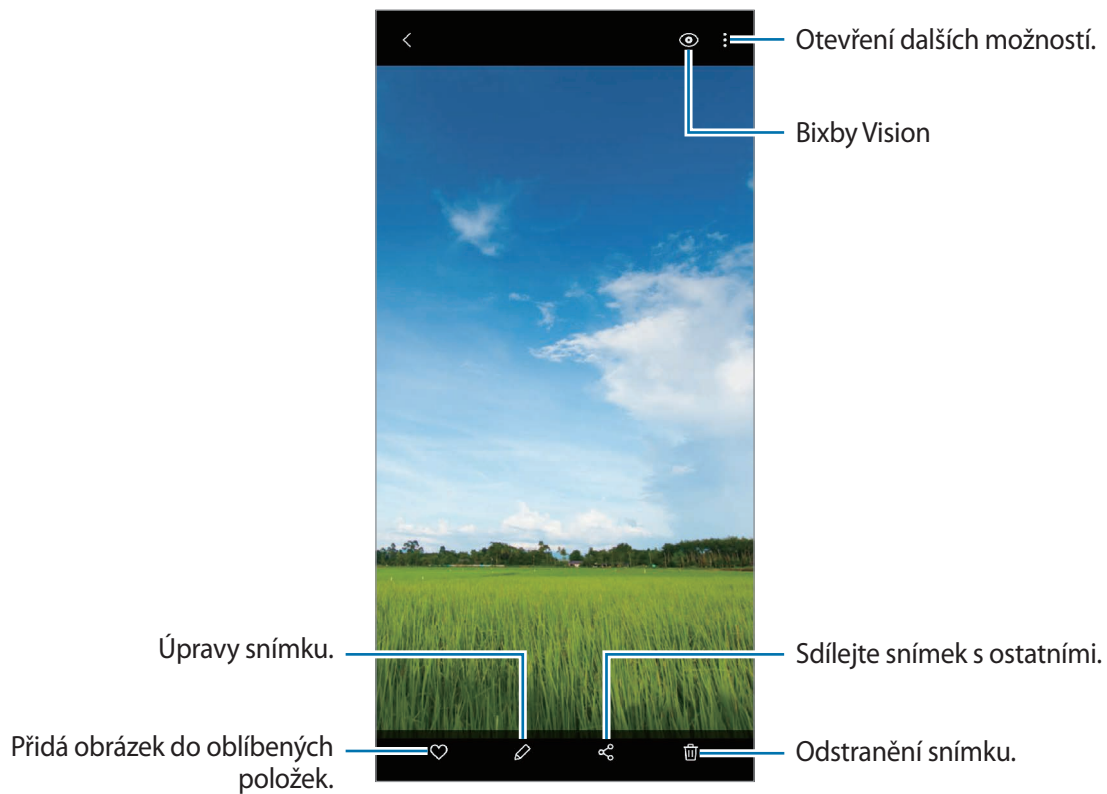 Otevření dalších možností.
Bixby Vision
Úpravy snímku.
Sdílejte snímek s ostatními.
Přidá obrázek do oblíbených
položek.
Odstranění snímku.